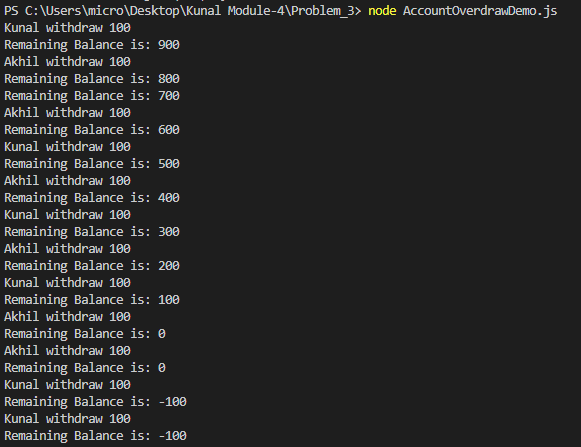 PS C:\Users\micro\Desktop\Kunal Module-4\Problem_3> node AccountOverdrawDemo.js
Kunal withdraw 100
Remaining Balance is: 900
Akhil withdraw 100
Remaining Balance is: 800
Remaining Balance is: 700
Akhil withdraw 100
Remaining Balance is: 600
Kunal withdraw 100
Remaining Balance is: 500
Akhil withdraw 100
Remaining Balance is: 400
Kunal withdraw 100
Remaining Balance is: 300
Akhil withdraw 100
Remaining Balance is: 200
Kunal withdraw 100
Remaining Balance is: 100
Akhil withdraw 100
Remaining Balance is: 0
Akhil withdraw 100
Remaining Balance is: 0
Kunal withdraw 100
Remaining Balance is: -100
Kunal withdraw 100
Remaining Balance is: -100